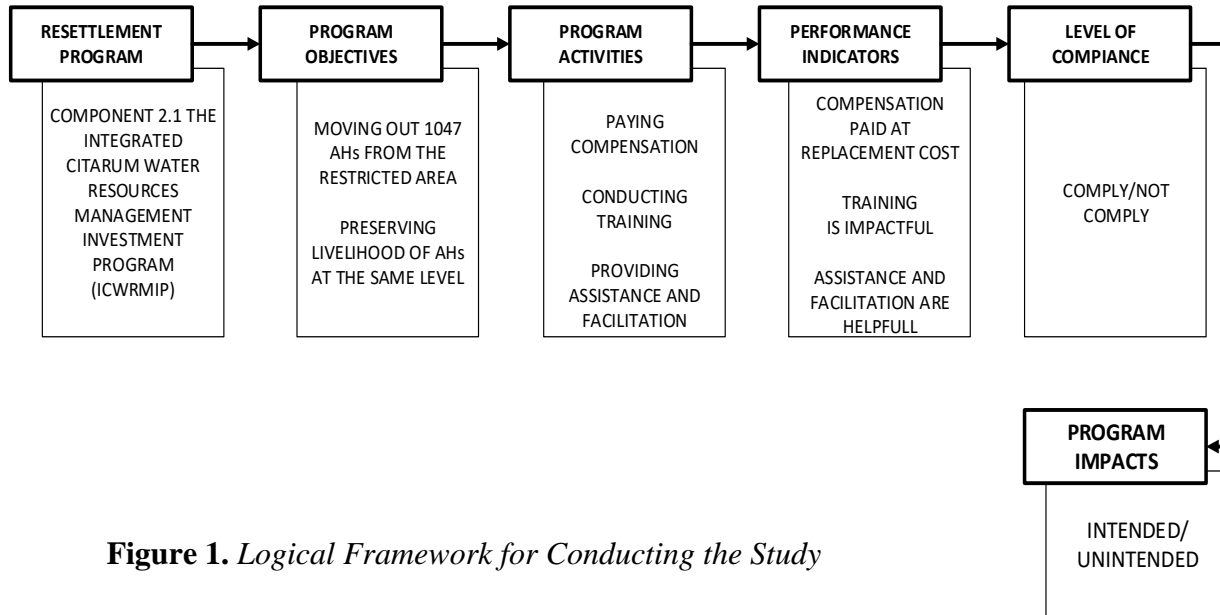 RESETTLEMENT
PROGRAM
COMPONENT 2.1 THE
INTEGRATED
CITARUM WATER
RESOURCES
MANAGEMENT
INVESTMENT
PROGRAM
(ICWRMIP)
PROGRAM
OBJECTIVES
MOVING OUT 1047
AHs FROM THE
RESTRICTED AREA
PRESERVING
LIVELIHOOD OF AHs
AT THE SAME LEVEL
PROGRAM
ACTIVITIES
PAYING
COMPENSATION
CONDUCTING
TRAINING
PROVIDING
ASSISTANCE AND
FACILITATION
PERFORMANCE
INDICATORS
COMPENSATION
PAID AT
REPLACEMENT COST
TRAINING
IS IMPACTFUL
ASSISTANCE AND
FACILITATION ARE
HELPFULL
LEVEL OF
COMPIANCE
COMPLY/NOT
COMPLY
PROGRAM
IMPACTS
INTENDED/
UNINTENDED
Figure 1. Logical Framework for Conducting the Study